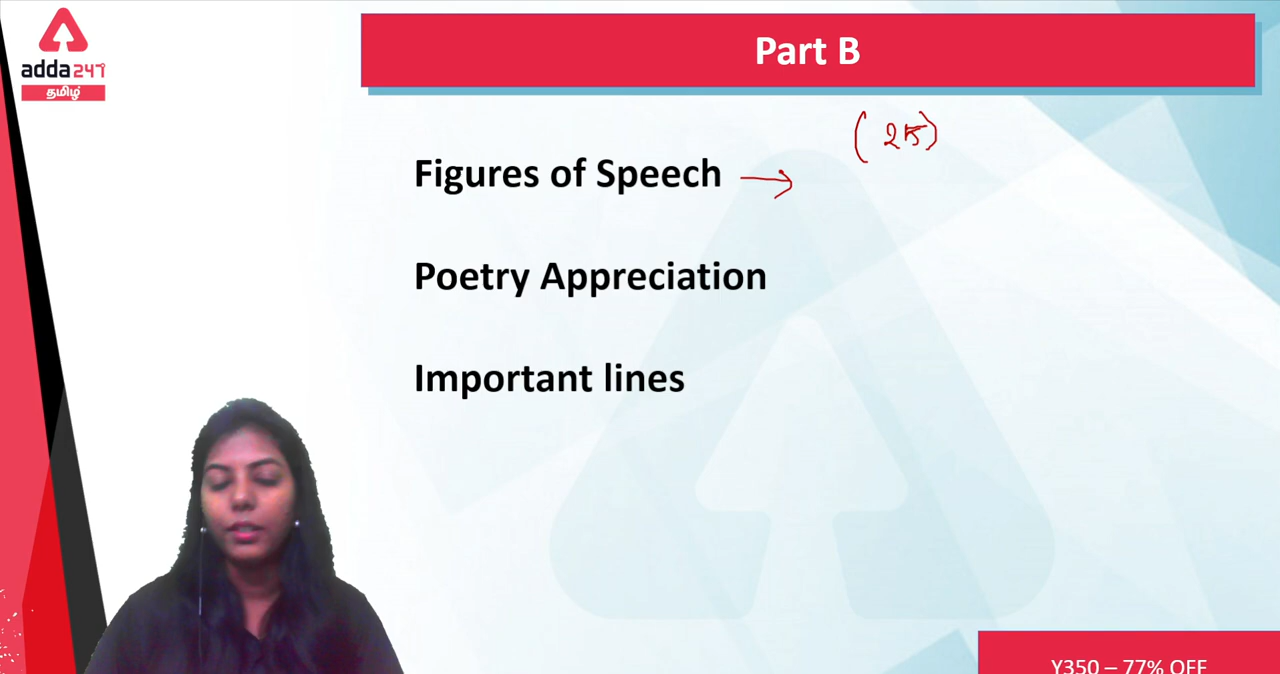 adda247
தமிழ்
Part B
(25)
Figures of Speech →
Poetry Appreciation
Important lines
Y350 – 77% OFF